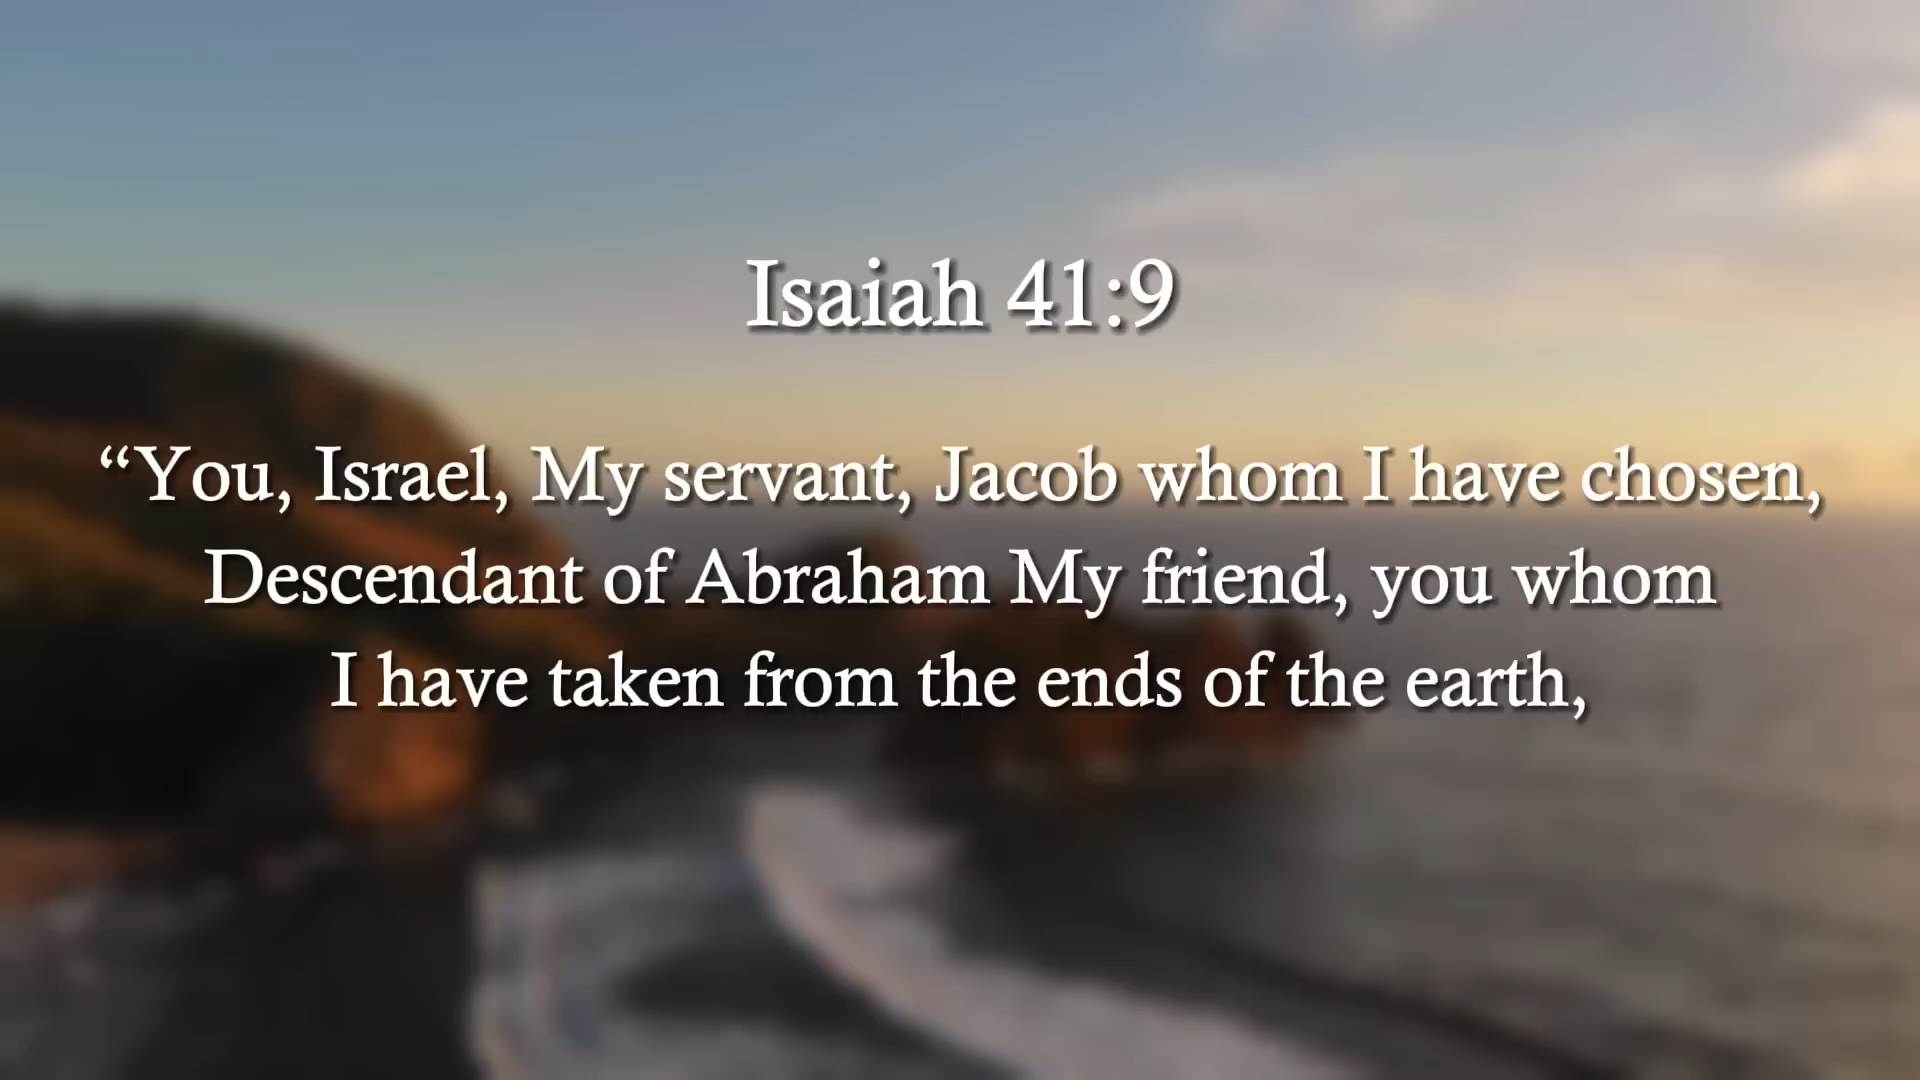 Isaiah 41:9
“You, Israel, My servant, Jacob whom I have chosen,
Descendant of Abraham My friend, you whom
I have taken from the ends of the earth,